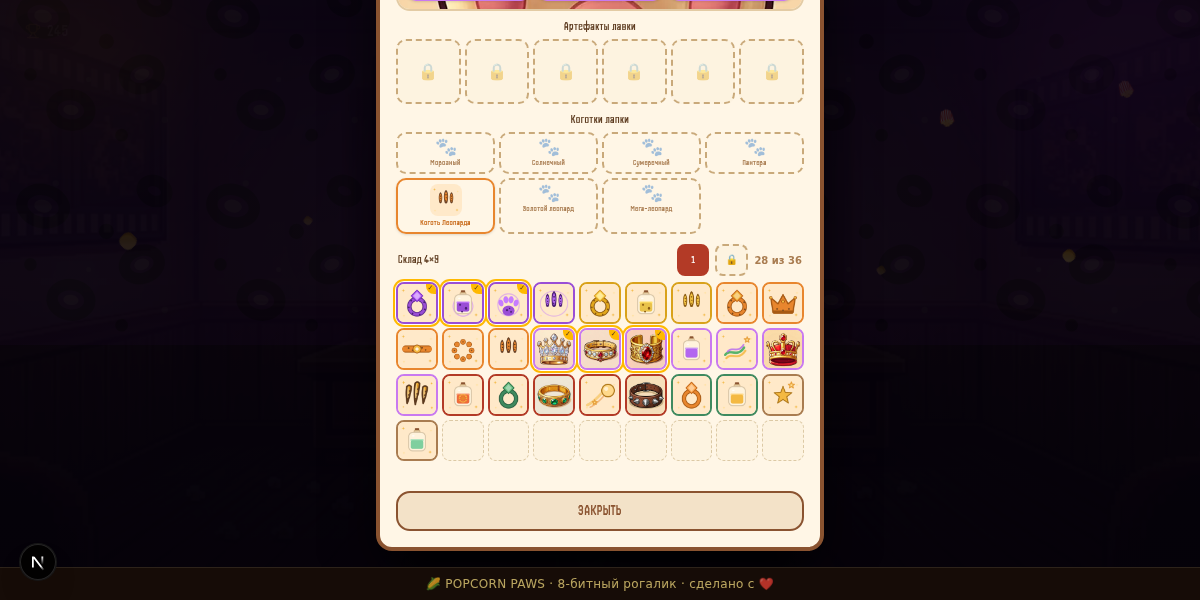 Артефакты лавки
Коготки лапки
Морозный
Солнечный
Сумеречный
Пантера
Коготь Леопарда
Золотой леопард
Мега-леопард
Склад 4×9
1
28 из 36
ЗАКРЫТЬ
N
POPCORN PAWS · 8-битный рогалик · сделано с